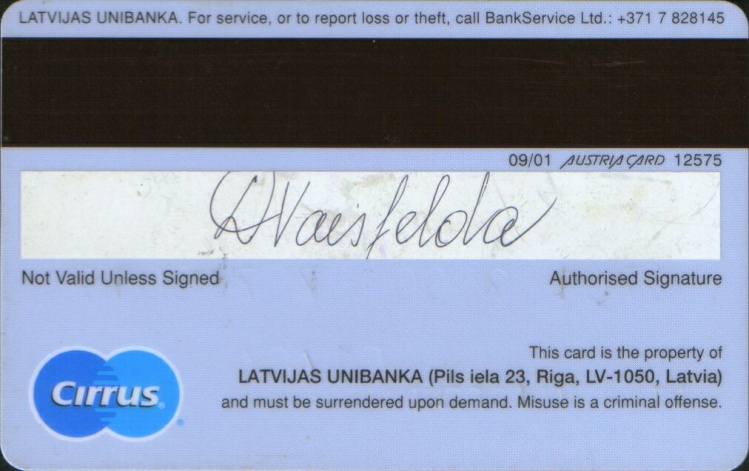 LATVIJAS UNIBANKA. For service, or to report loss or theft, call BankService Ltd.: +371 7 828145
09/01 AUSTRIA CARD 12575
DVaisfelda
Not Valid Unless Signed
Authorised Signature
This card is the property of
LATVIJAS UNIBANKA (Pils iela 23, Riga, LV-1050, Latvia)
and must be surrendered upon demand. Misuse is a criminal offense.
Cirrus®